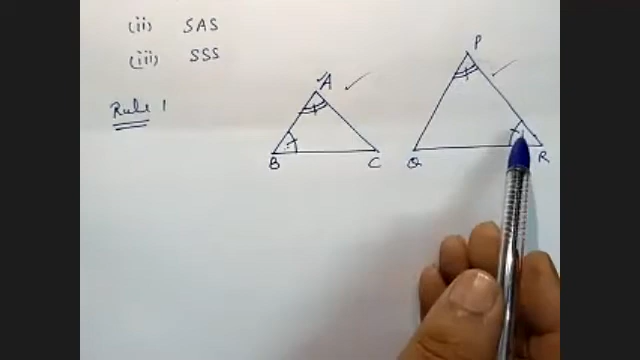 (ii) SAS
(iii) SSS
Rule 1
A
B C
P
Q R